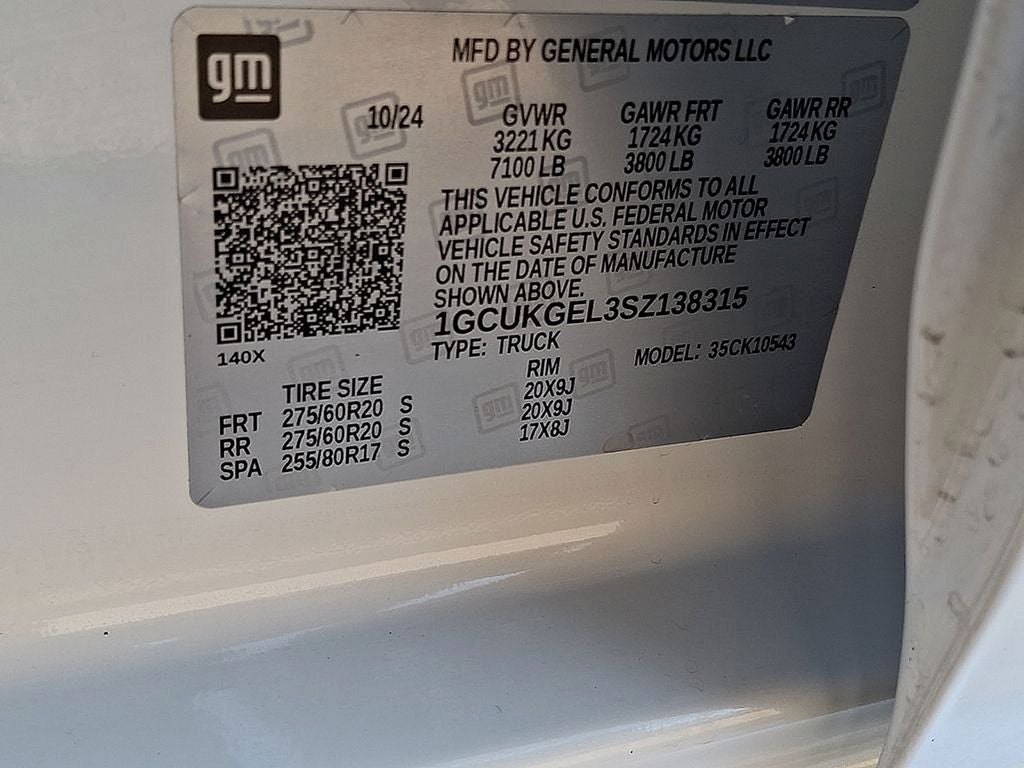 gm
MFD BY GENERAL MOTORS LLC
10/24 GVWR GAWR FRT GAWR RR
3221 KG 1724 KG 1724 KG
7100 LB 3800 LB 3800 LB
THIS VEHICLE CONFORMS TO ALL
APPLICABLE U.S. FEDERAL MOTOR
VEHICLE SAFETY STANDARDS IN EFFECT
ON THE DATE OF MANUFACTURE
SHOWN ABOVE.
1GCUKGEL3SZ138315
140X TYPE: TRUCK MODEL: 35CK10543
TIRE SIZE RIM
FRT 275/60R20 S 20X9J
RR 275/60R20 S 20X9J
SPA 255/80R17 S 17X8J